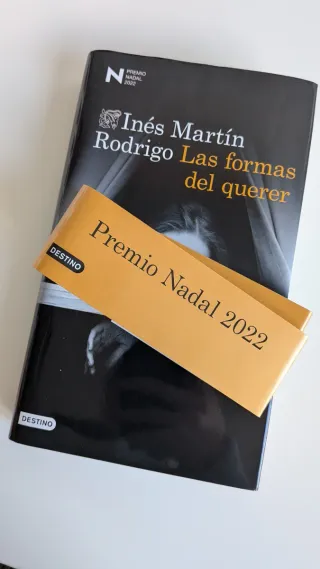 N PREMIO
NADAL
2022
Inés Martín
Rodrigo Las formas
del querer
Premio Nadal 2022
DESTINO
DESTINO